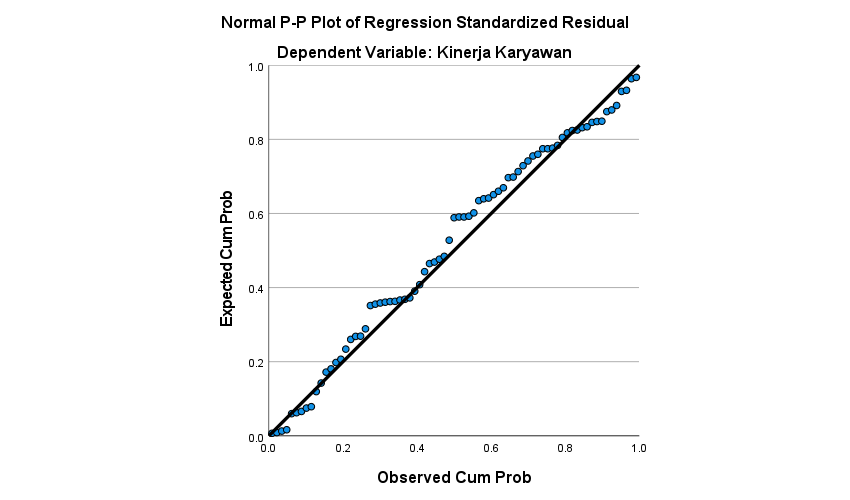 Normal P-P Plot of Regression Standardized Residual
Dependent Variable: Kinerja Karyawan
Expected Cum Prob
1.0
0.8
0.6
0.4
0.2
0.0
0.0 0.2 0.4 0.6 0.8 1.0
Observed Cum Prob